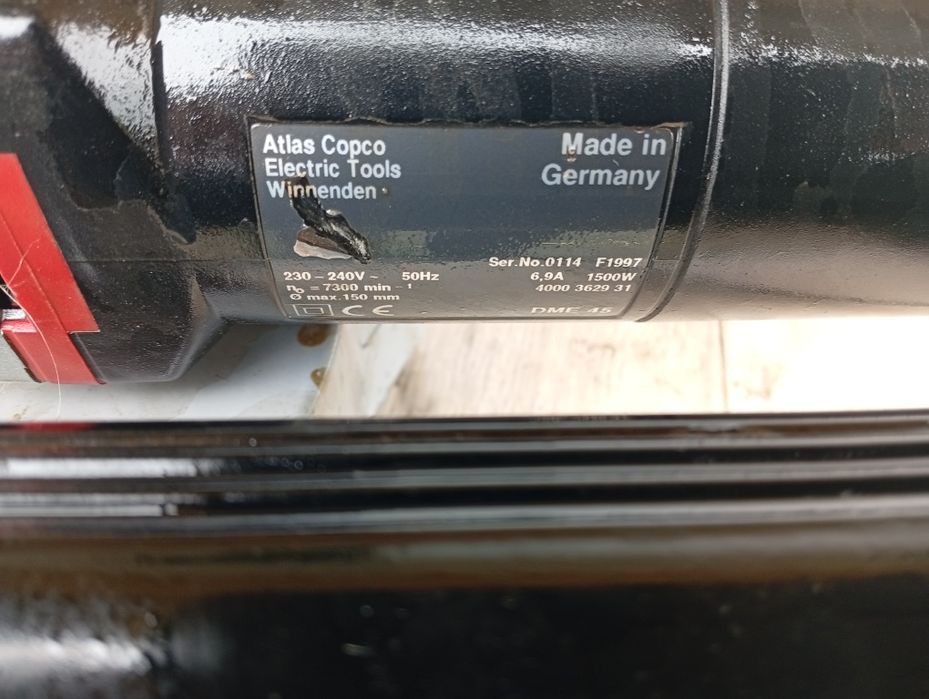 Atlas Copco
Electric Tools
Winnenden
Made in
Germany
Ser.No.0114 F1997
230 – 240V ~ 50Hz 6,9A 1500W
n₀ = 7300 min⁻¹ 4000 3629 31
Ø max.150 mm
CE DME 45